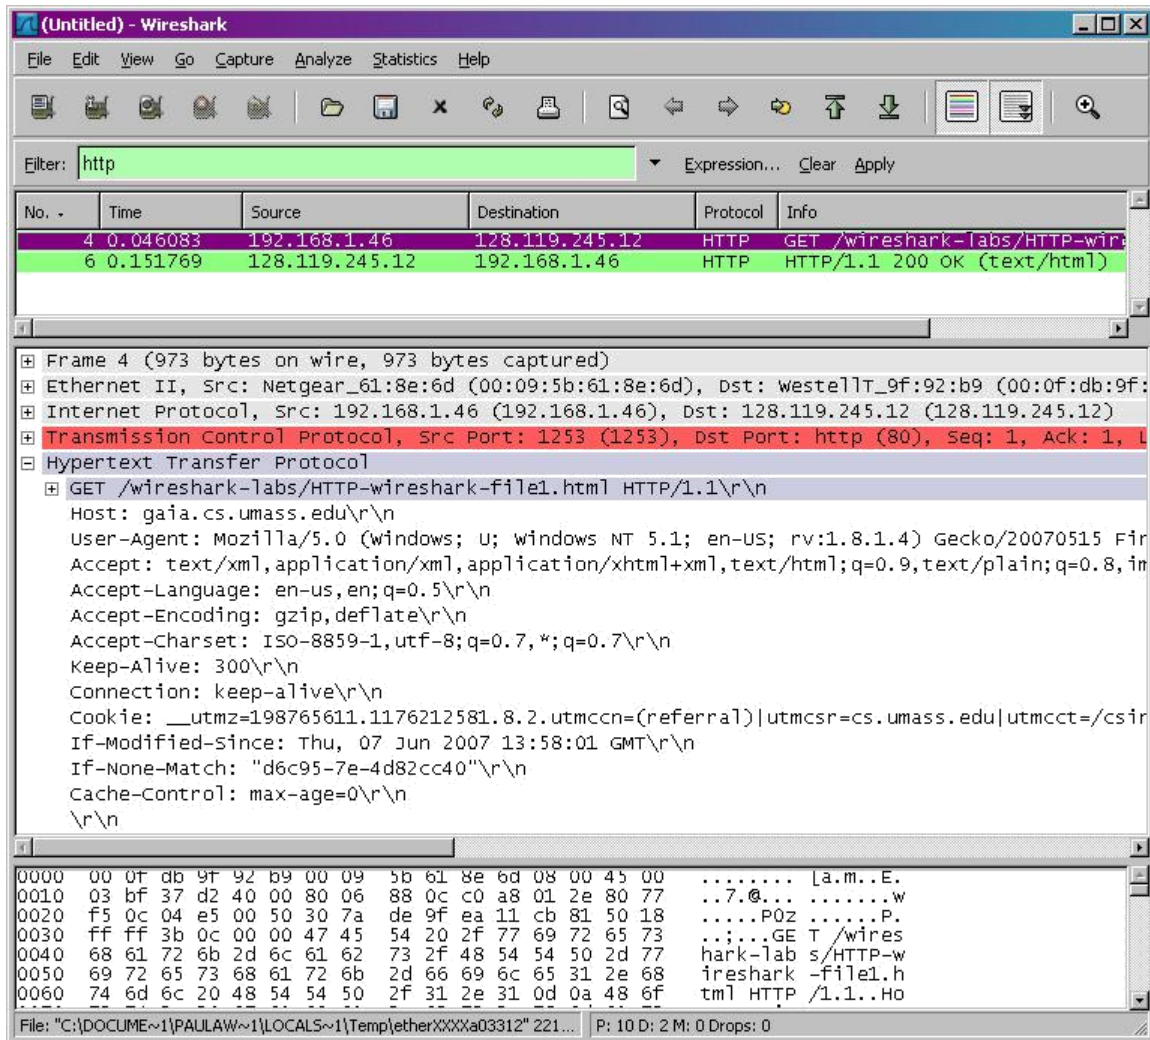 (Untitled) - Wireshark
File Edit View Go Capture Analyze Statistics Help
Filter: http Expression... Clear Apply
No. - Time Source Destination Protocol Info
4 0.046083 192.168.1.46 128.119.245.12 HTTP GET /wireshark-labs/HTTP-wire
6 0.151769 128.119.245.12 192.168.1.46 HTTP HTTP/1.1 200 OK (text/html)
Frame 4 (973 bytes on wire, 973 bytes captured)
Ethernet II, Src: Netgear_61:8e:6d (00:09:5b:61:8e:6d), Dst: WestellT_9f:92:b9 (00:0f:db:9f:
Internet Protocol, Src: 192.168.1.46 (192.168.1.46), Dst: 128.119.245.12 (128.119.245.12)
Transmission Control Protocol, Src Port: 1253 (1253), Dst Port: http (80), Seq: 1, Ack: 1, L
Hypertext Transfer Protocol
GET /wireshark-labs/HTTP-wireshark-file1.html HTTP/1.1\r\n
Host: gaia.cs.umass.edu\r\n
User-Agent: Mozilla/5.0 (Windows; U; Windows NT 5.1; en-US; rv:1.8.1.4) Gecko/20070515 Fir
Accept: text/xml,application/xml,application/xhtml+xml,text/html;q=0.9,text/plain;q=0.8,im
Accept-Language: en-us,en;q=0.5\r\n
Accept-Encoding: gzip,deflate\r\n
Accept-Charset: ISO-8859-1,utf-8;q=0.7,*;q=0.7\r\n
Keep-Alive: 300\r\n
Connection: keep-alive\r\n
Cookie: __utmz=198765611.1176212581.8.2.utmccn=(referral)|utmcsr=cs.umass.edu|utmcct=/csir
If-Modified-Since: Thu, 07 Jun 2007 13:58:01 GMT\r\n
If-None-Match: "d6c95-7e-4d82cc40"\r\n
Cache-Control: max-age=0\r\n
\r\n
0000 00 0f db 9f 92 b9 00 09 5b 61 8e 6d 08 00 45 00 ........ [a.m..E.
0010 03 bf 37 d2 40 00 80 06 88 0c c0 a8 01 2e 80 77 ..7.@... .......w
0020 f5 0c 04 e5 00 50 30 7a de 9f ea 11 cb 81 50 18 .....P0z ......P.
0030 ff ff 3b 0c 00 00 47 45 54 20 2f 77 69 72 65 73 ..;...GE T /wires
0040 68 61 72 6b 2d 6c 61 62 73 2f 48 54 54 50 2d 77 hark-lab s/HTTP-w
0050 69 72 65 73 68 61 72 6b 2d 66 69 6c 65 31 2e 68 ireshark -file1.h
0060 74 6d 6c 20 48 54 54 50 2f 31 2e 31 0d 0a 48 6f tml HTTP /1.1..Ho
File: "C:\DOCUME~1\PAULAW~1\LOCALS~1\Temp\etherXXXXa03312" 221... P: 10 D: 2 M: 0 Drops: 0